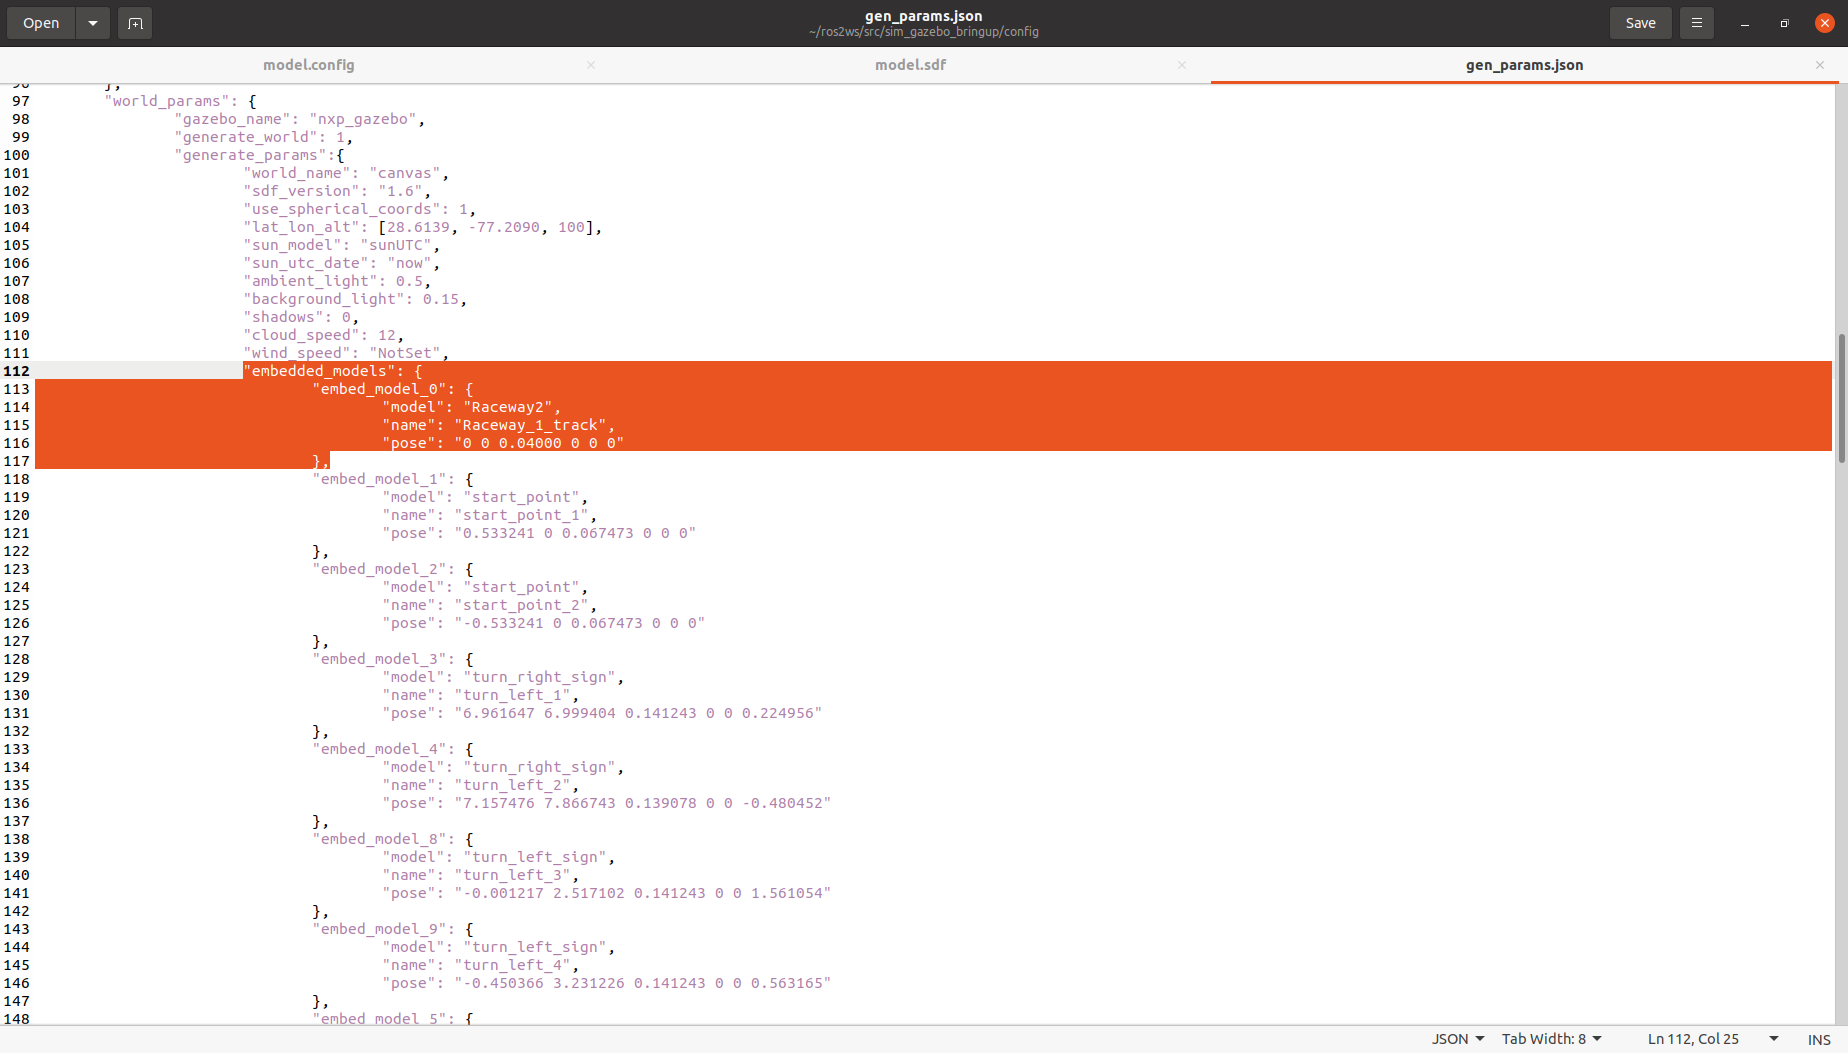 Open
gen_params.json
~/ros2ws/src/sim_gazebo_bringup/config
Save
model.config
model.sdf
gen_params.json
96 },
97 "world_params": {
98 "gazebo_name": "nxp_gazebo",
99 "generate_world": 1,
100 "generate_params":{
101 "world_name": "canvas",
102 "sdf_version": "1.6",
103 "use_spherical_coords": 1,
104 "lat_lon_alt": [28.6139, -77.2090, 100],
105 "sun_model": "sunUTC",
106 "sun_utc_date": "now",
107 "ambient_light": 0.5,
108 "background_light": 0.15,
109 "shadows": 0,
110 "cloud_speed": 12,
111 "wind_speed": "NotSet",
112 "embedded_models": {
113 "embed_model_0": {
114 "model": "Raceway2",
115 "name": "Raceway_1_track",
116 "pose": "0 0 0.04000 0 0 0"
117 },
118 "embed_model_1": {
119 "model": "start_point",
120 "name": "start_point_1",
121 "pose": "0.533241 0 0.067473 0 0 0"
122 },
123 "embed_model_2": {
124 "model": "start_point",
125 "name": "start_point_2",
126 "pose": "-0.533241 0 0.067473 0 0 0"
127 },
128 "embed_model_3": {
129 "model": "turn_right_sign",
130 "name": "turn_left_1",
131 "pose": "6.961647 6.999404 0.141243 0 0 0.224956"
132 },
133 "embed_model_4": {
134 "model": "turn_right_sign",
135 "name": "turn_left_2",
136 "pose": "7.157476 7.866743 0.139078 0 0 -0.480452"
137 },
138 "embed_model_8": {
139 "model": "turn_left_sign",
140 "name": "turn_left_3",
141 "pose": "-0.001217 2.517102 0.141243 0 0 1.561054"
142 },
143 "embed_model_9": {
144 "model": "turn_left_sign",
145 "name": "turn_left_4",
146 "pose": "-0.450366 3.231226 0.141243 0 0 0.563165"
147 },
148 "embed_model_5": {
JSON Tab Width: 8 Ln 112, Col 25 INS